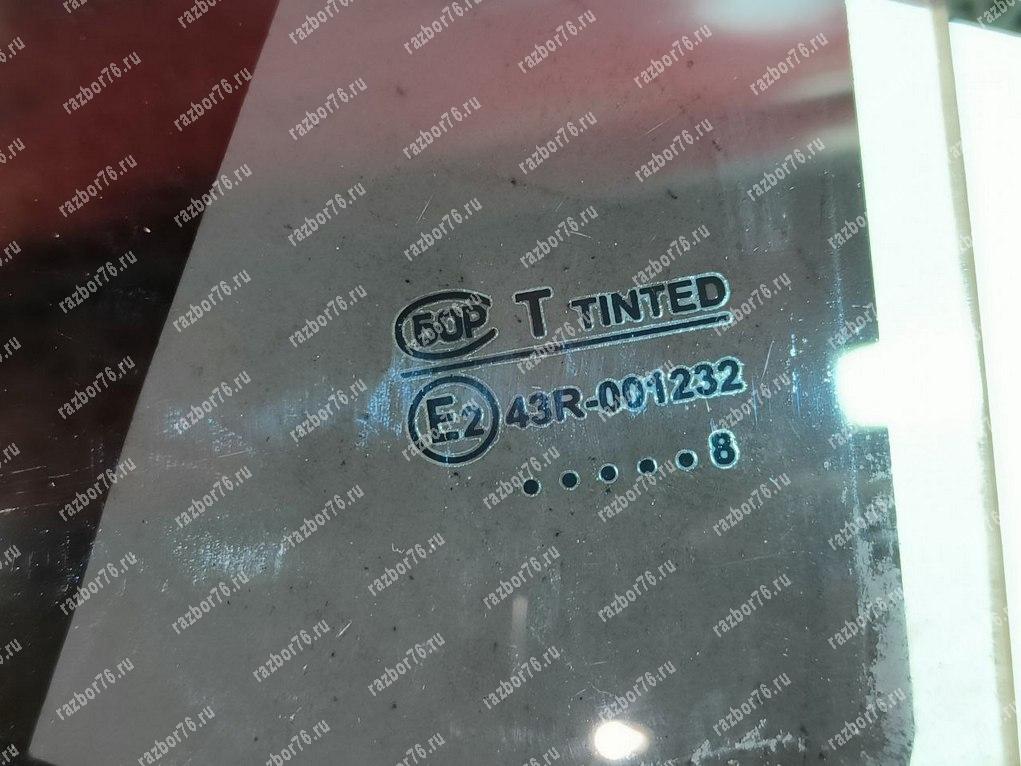 БОР T TINTED
E2 43R-001232
. . . . . 8
razbor76.ru